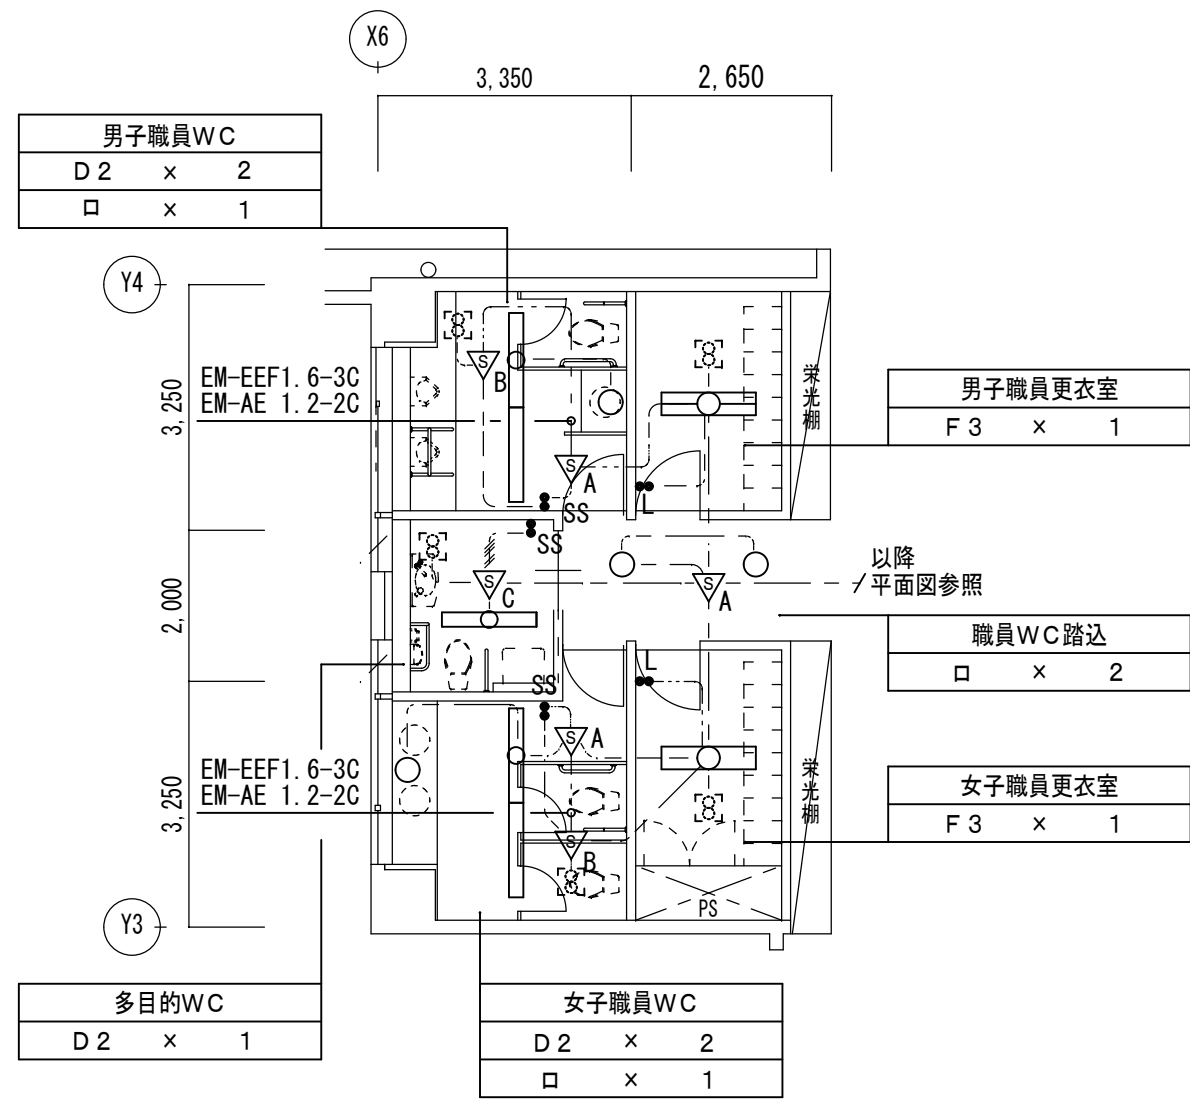 X6
3,350
2,650
男子職員WC
D2 × 2
ロ × 1
Y4
3,250
EM-EEF1.6-3C
EM-AE 1.2-2C
S
B
S
A
SS
L
栄光棚
男子職員更衣室
F3 × 1
SS
S
C
S
A
以降
平面図参照
2,000
職員WC踏込
ロ × 2
L
SS
S
A
EM-EEF1.6-3C
EM-AE 1.2-2C
3,250
S
B
栄光棚
女子職員更衣室
F3 × 1
PS
Y3
多目的WC
D2 × 1
女子職員WC
D2 × 2
ロ × 1